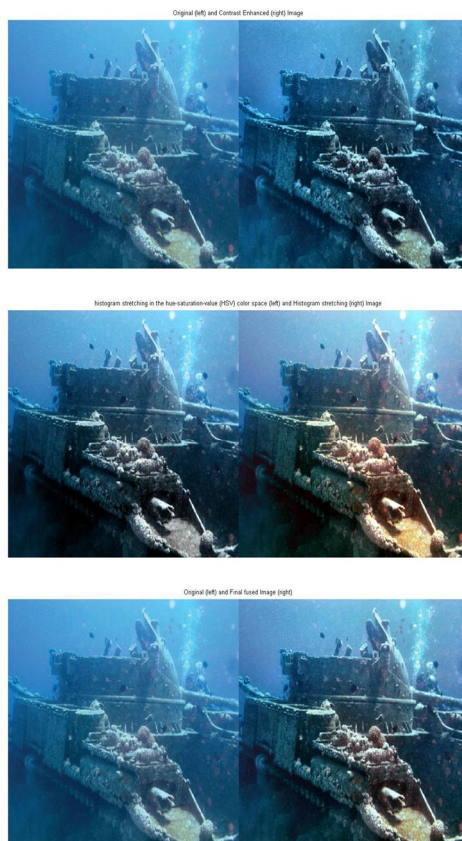 Original (left) and Contrast Enhanced (right) Image
histogram stretching in the hue-saturation-value (HSV) color space (left) and Histogram stretching (right) Image
Original (left) and Final fused Image (right)